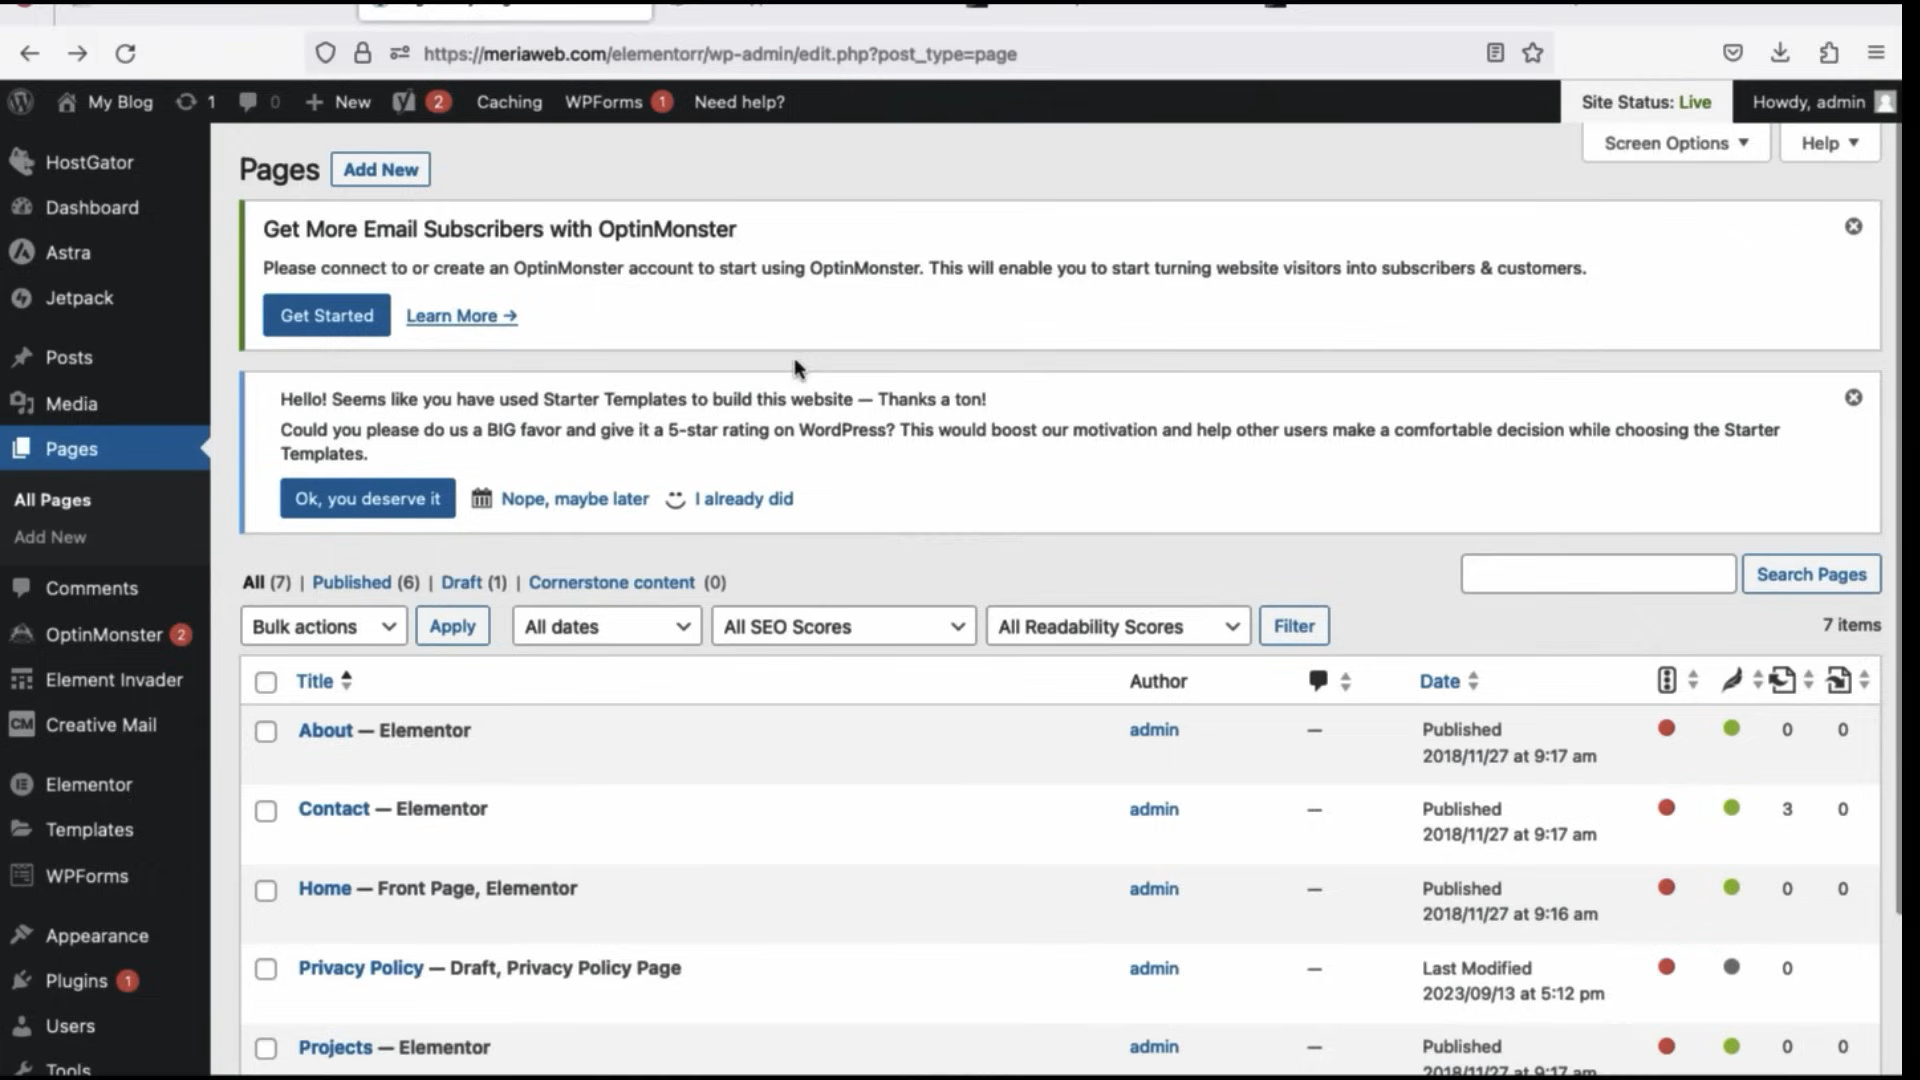 https://meriaweb.com/elementorr/wp-admin/edit.php?post_type=page
My Blog 1 0 New 2 Caching WPForms 1 Need help? Site Status: Live Howdy, admin
Screen Options Help
HostGator
Dashboard
Astra
Jetpack
Posts
Media
Pages
All Pages
Add New
Comments
OptinMonster 2
Element Invader
CM Creative Mail
Elementor
Templates
WPForms
Appearance
Plugins 1
Users
Tools
Pages Add New
Get More Email Subscribers with OptinMonster
Please connect to or create an OptinMonster account to start using OptinMonster. This will enable you to start turning website visitors into subscribers & customers.
Get Started Learn More →
Hello! Seems like you have used Starter Templates to build this website — Thanks a ton!
Could you please do us a BIG favor and give it a 5-star rating on WordPress? This would boost our motivation and help other users make a comfortable decision while choosing the Starter
Templates.
Ok, you deserve it Nope, maybe later I already did
All (7) | Published (6) | Draft (1) | Cornerstone content (0)
Search Pages
Bulk actions Apply All dates All SEO Scores All Readability Scores Filter 7 items
Title Author Date
About — Elementor admin — Published 0 0
2018/11/27 at 9:17 am
Contact — Elementor admin — Published 3 0
2018/11/27 at 9:17 am
Home — Front Page, Elementor admin — Published 0 0
2018/11/27 at 9:16 am
Privacy Policy — Draft, Privacy Policy Page admin — Last Modified 0
2023/09/13 at 5:12 pm
Projects — Elementor admin — Published 0 0
2018/11/27 at 9:17 am